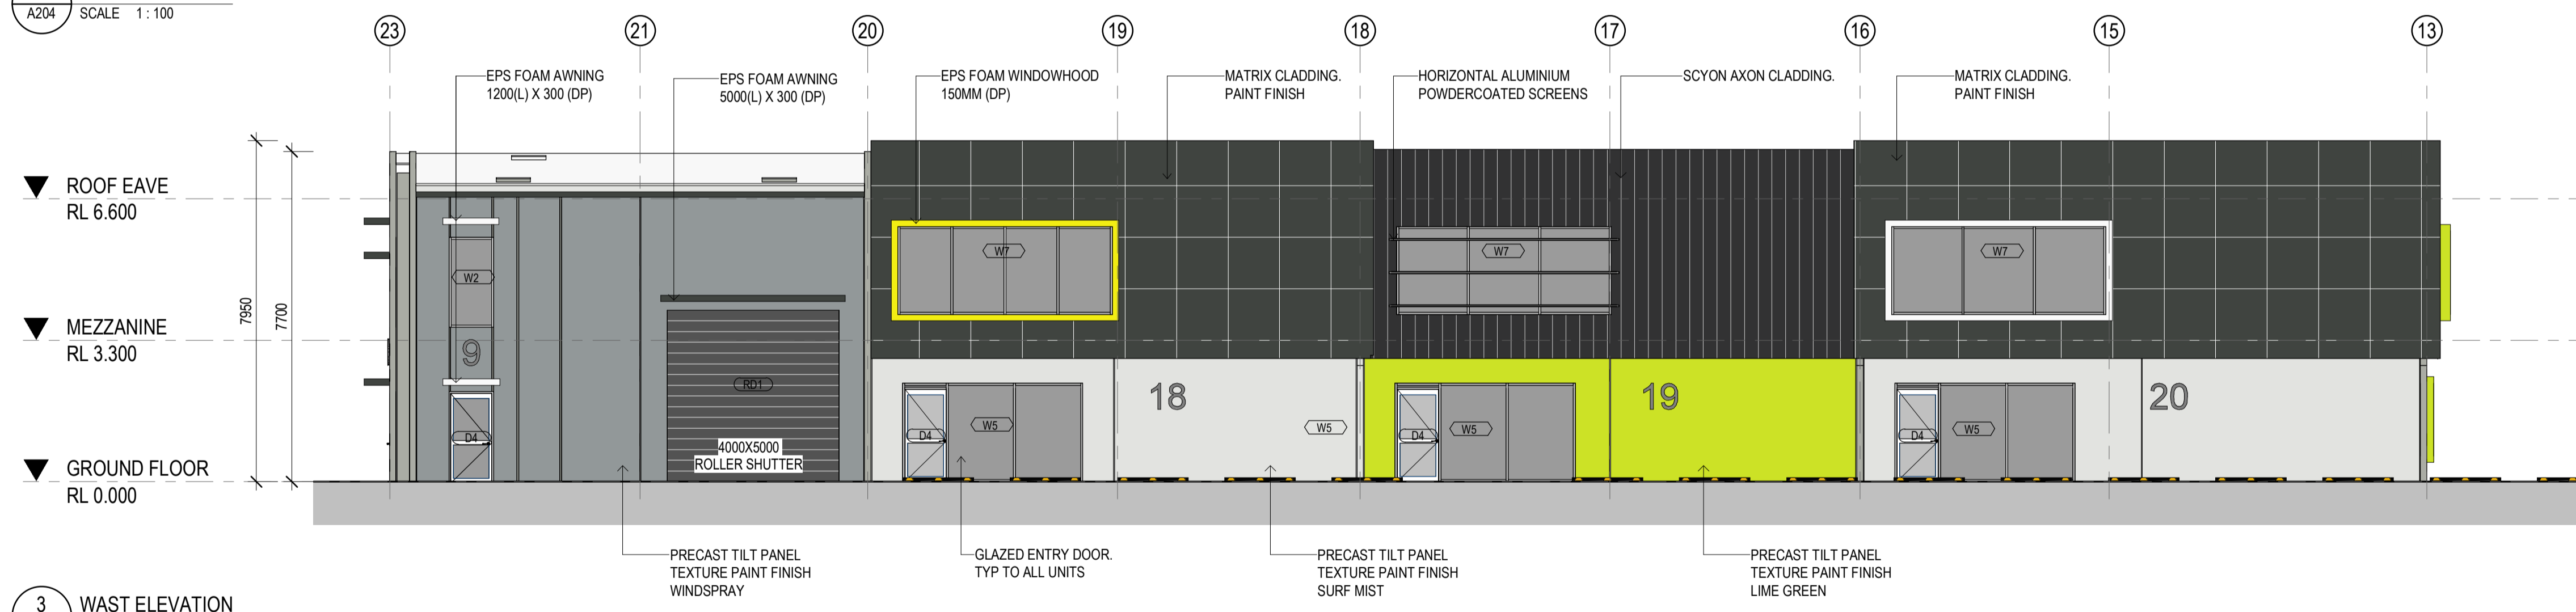 A204 SCALE 1 : 100
23 21 20 19 18 17 16 15 13
EPS FOAM AWNING
1200(L) X 300 (DP)
EPS FOAM AWNING
5000(L) X 300 (DP)
EPS FOAM WINDOWHOOD
150MM (DP)
MATRIX CLADDING.
PAINT FINISH
HORIZONTAL ALUMINIUM
POWDERCOATED SCREENS
SCYON AXON CLADDING.
MATRIX CLADDING.
PAINT FINISH
ROOF EAVE
RL 6.600
MEZZANINE
RL 3.300
GROUND FLOOR
RL 0.000
7950
7700
W2
W7
W7
W7
9
RD1
4000X5000
ROLLER SHUTTER
18
19
20
D4
D4
W5
W5
D4
W5
D4
W5
PRECAST TILT PANEL
TEXTURE PAINT FINISH
WINDSPRAY
GLAZED ENTRY DOOR.
TYP TO ALL UNITS
PRECAST TILT PANEL
TEXTURE PAINT FINISH
SURF MIST
PRECAST TILT PANEL
TEXTURE PAINT FINISH
LIME GREEN
3 WAST ELEVATION